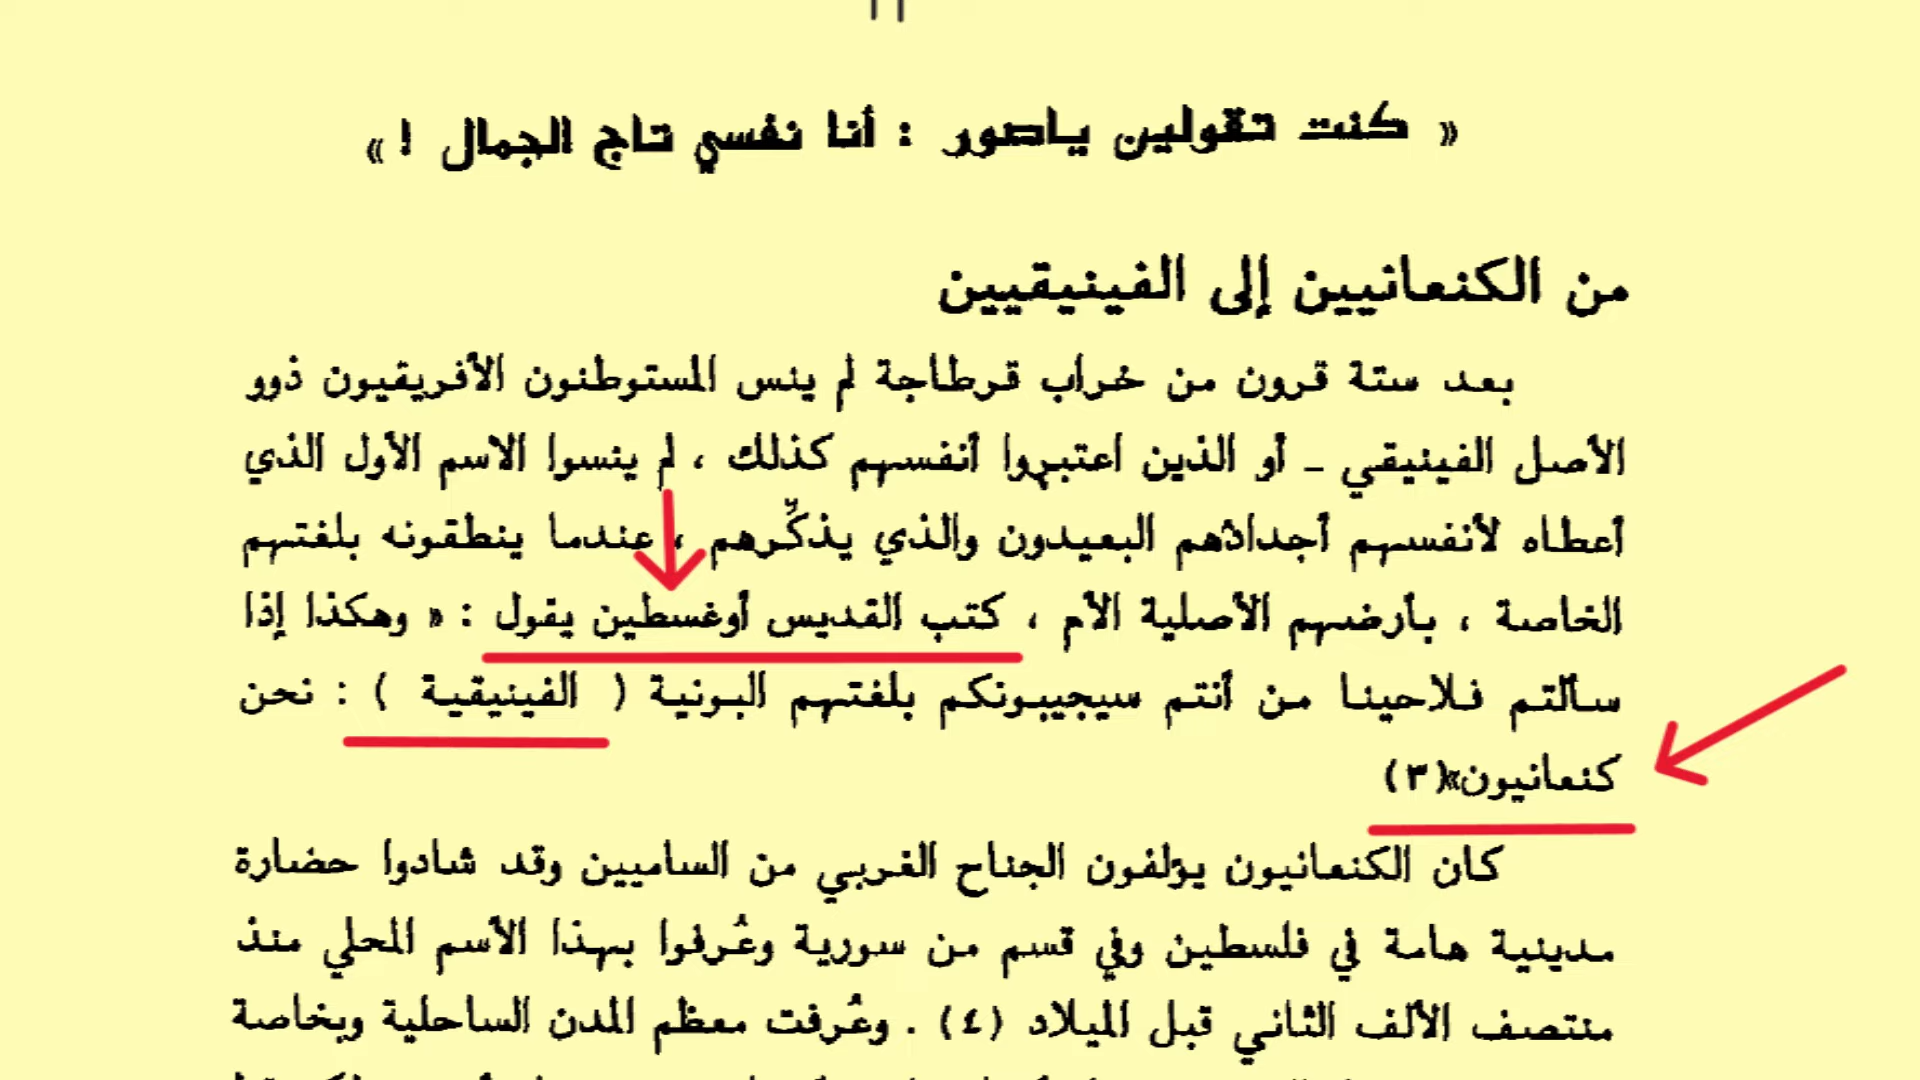 « كنت تقولين ياصور : أنا نفسي تاج الجمال ! »
من الكنعانيين إلى الفينيقيين
بعد ستة قرون من خراب قرطاجة لم ينس المستوطنون الأفريقيون ذوو
الأصل الفينيقي ــ أو الذين اعتبروا أنفسهم كذلك ، لم ينسوا الاسم الأول الذي
أعطاه لأنفسهم أجدادهم البعيدون والذي يذكِّرهم ، عندما ينطقونه بلغتهم
الخاصة ، بأرضهم الأصلية الأم ، كتب القديس أوغسطين يقول : « وهكذا إذا
سألتم فلاحينا من أنتم سيجيبونكم بلغتهم البونية ( الفينيقية ) : نحن
كنعانيون»(٣)
كان الكنعانيون يؤلفون الجناح الغربي من الساميين وقد شادوا حضارة
مدينية هامة في فلسطين وفي قسم من سورية وعُرفوا بهذا الأسم المحلي منذ
منتصف الألف الثاني قبل الميلاد (٤) . وعُرفت معظم المدن الساحلية وبخاصة